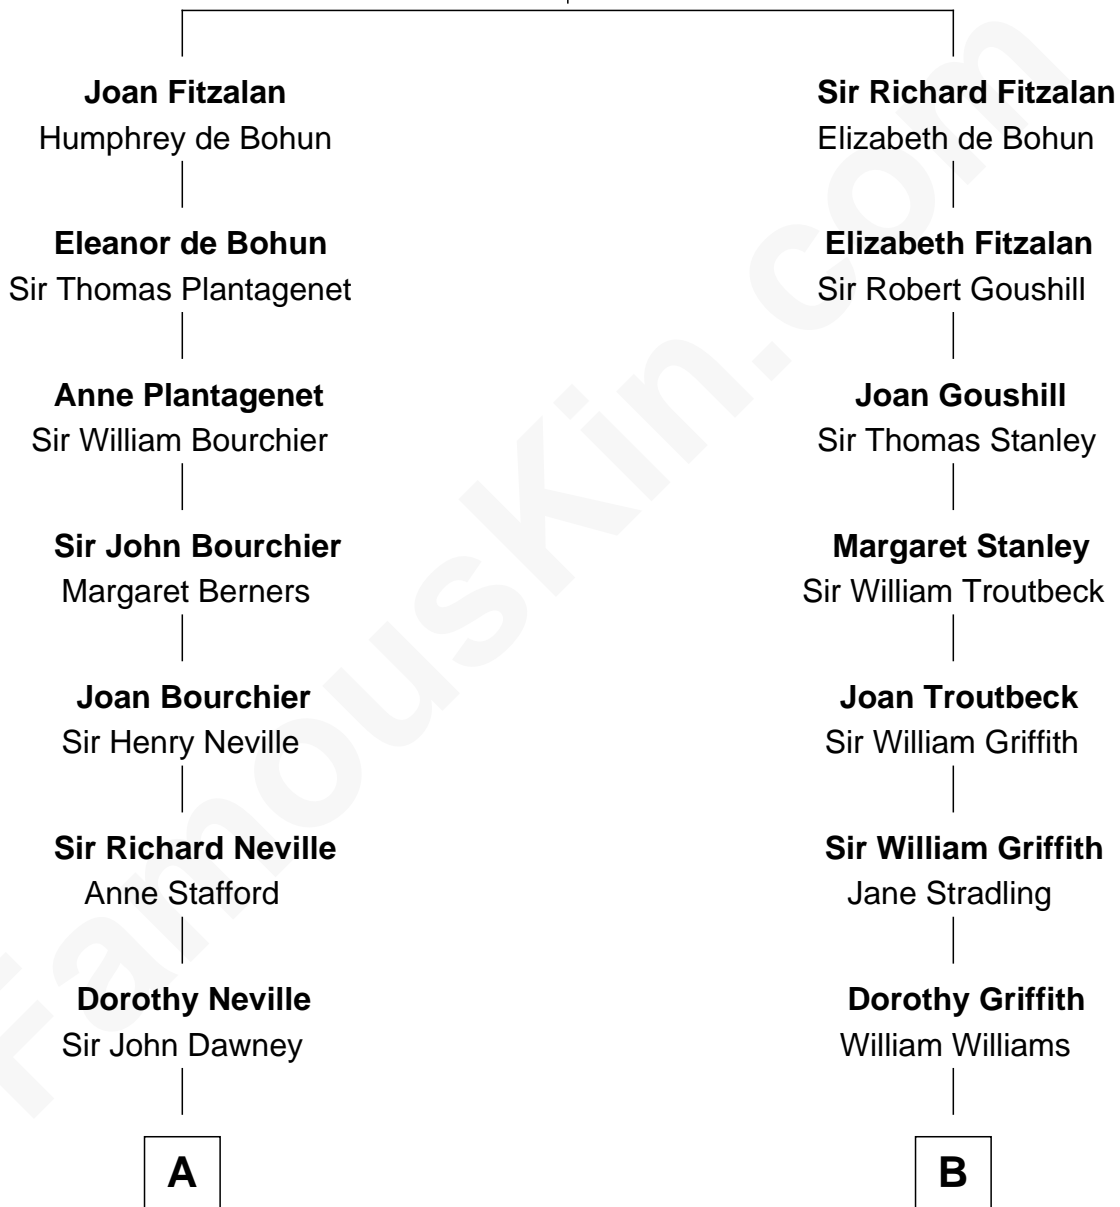 Joan Fitzalan
Humphrey de Bohun
Eleanor de Bohun
Sir Thomas Plantagenet
Anne Plantagenet
Sir William Bourchier
Sir John Bourchier
Margaret Berners
Joan Bourchier
Sir Henry Neville
Sir Richard Neville
Anne Stafford
Dorothy Neville
Sir John Dawney
A
Sir Richard Fitzalan
Elizabeth de Bohun
Elizabeth Fitzalan
Sir Robert Goushill
Joan Goushill
Sir Thomas Stanley
Margaret Stanley
Sir William Troutbeck
Joan Troutbeck
Sir William Griffith
Sir William Griffith
Jane Stradling
Dorothy Griffith
William Williams
B
FamousKin.com